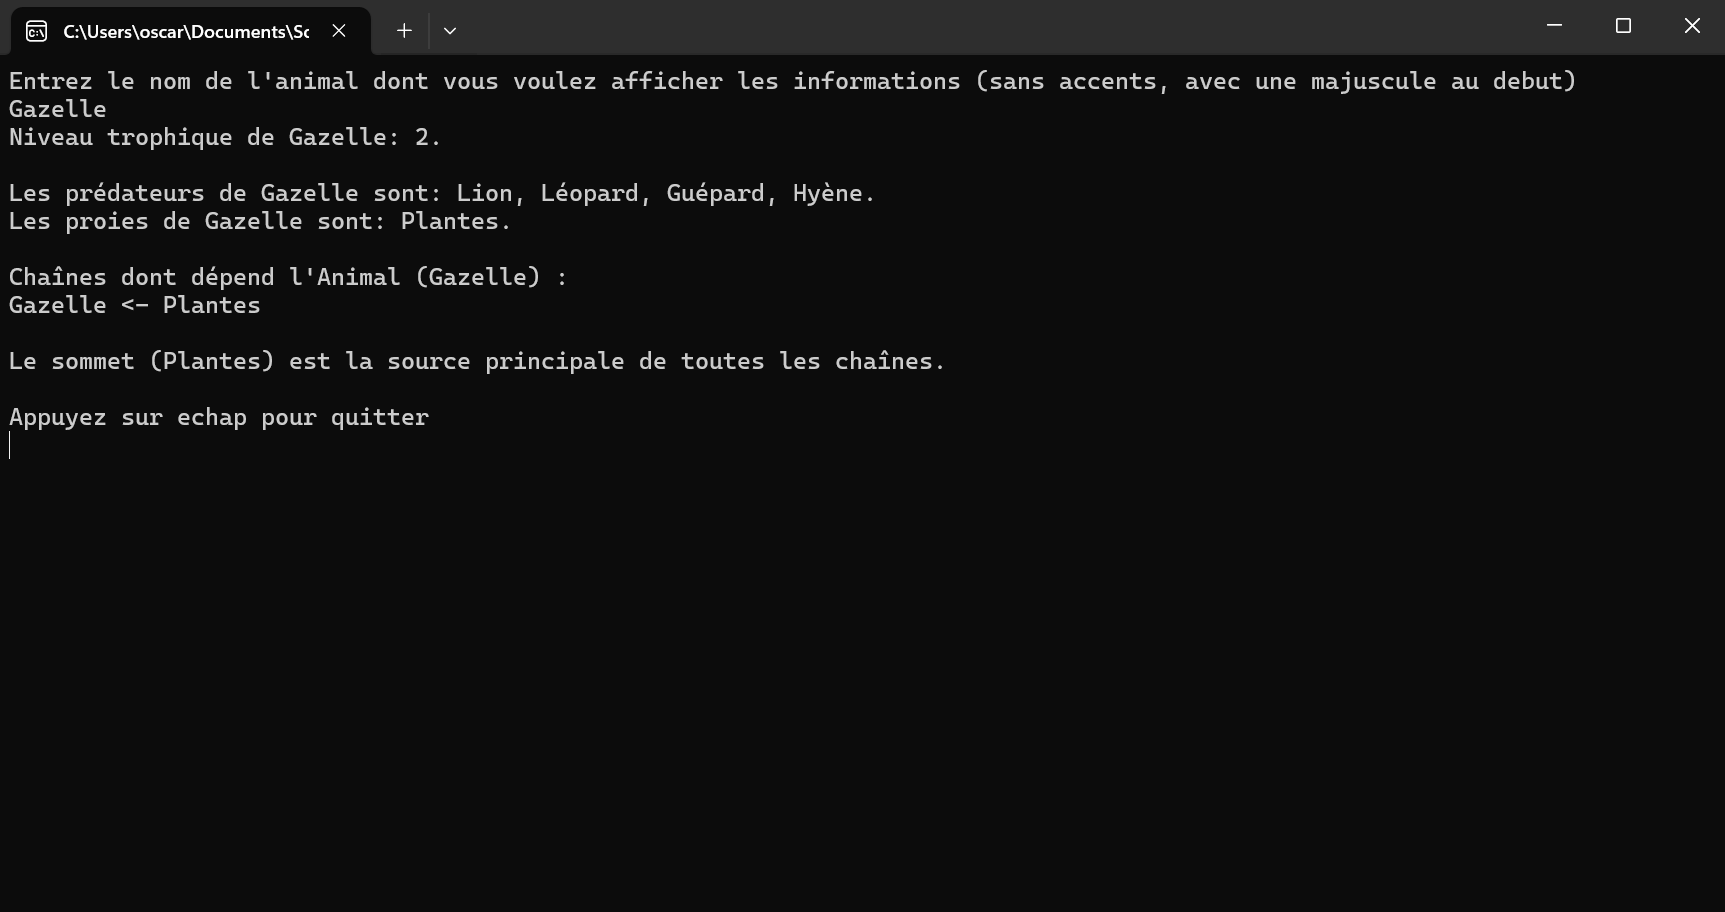 C:\Users\oscar\Documents\Sc
Entrez le nom de l'animal dont vous voulez afficher les informations (sans accents, avec une majuscule au debut)
Gazelle
Niveau trophique de Gazelle: 2.
Les prédateurs de Gazelle sont: Lion, Léopard, Guépard, Hyène.
Les proies de Gazelle sont: Plantes.
Chaînes dont dépend l'Animal (Gazelle) :
Gazelle <- Plantes
Le sommet (Plantes) est la source principale de toutes les chaînes.
Appuyez sur echap pour quitter